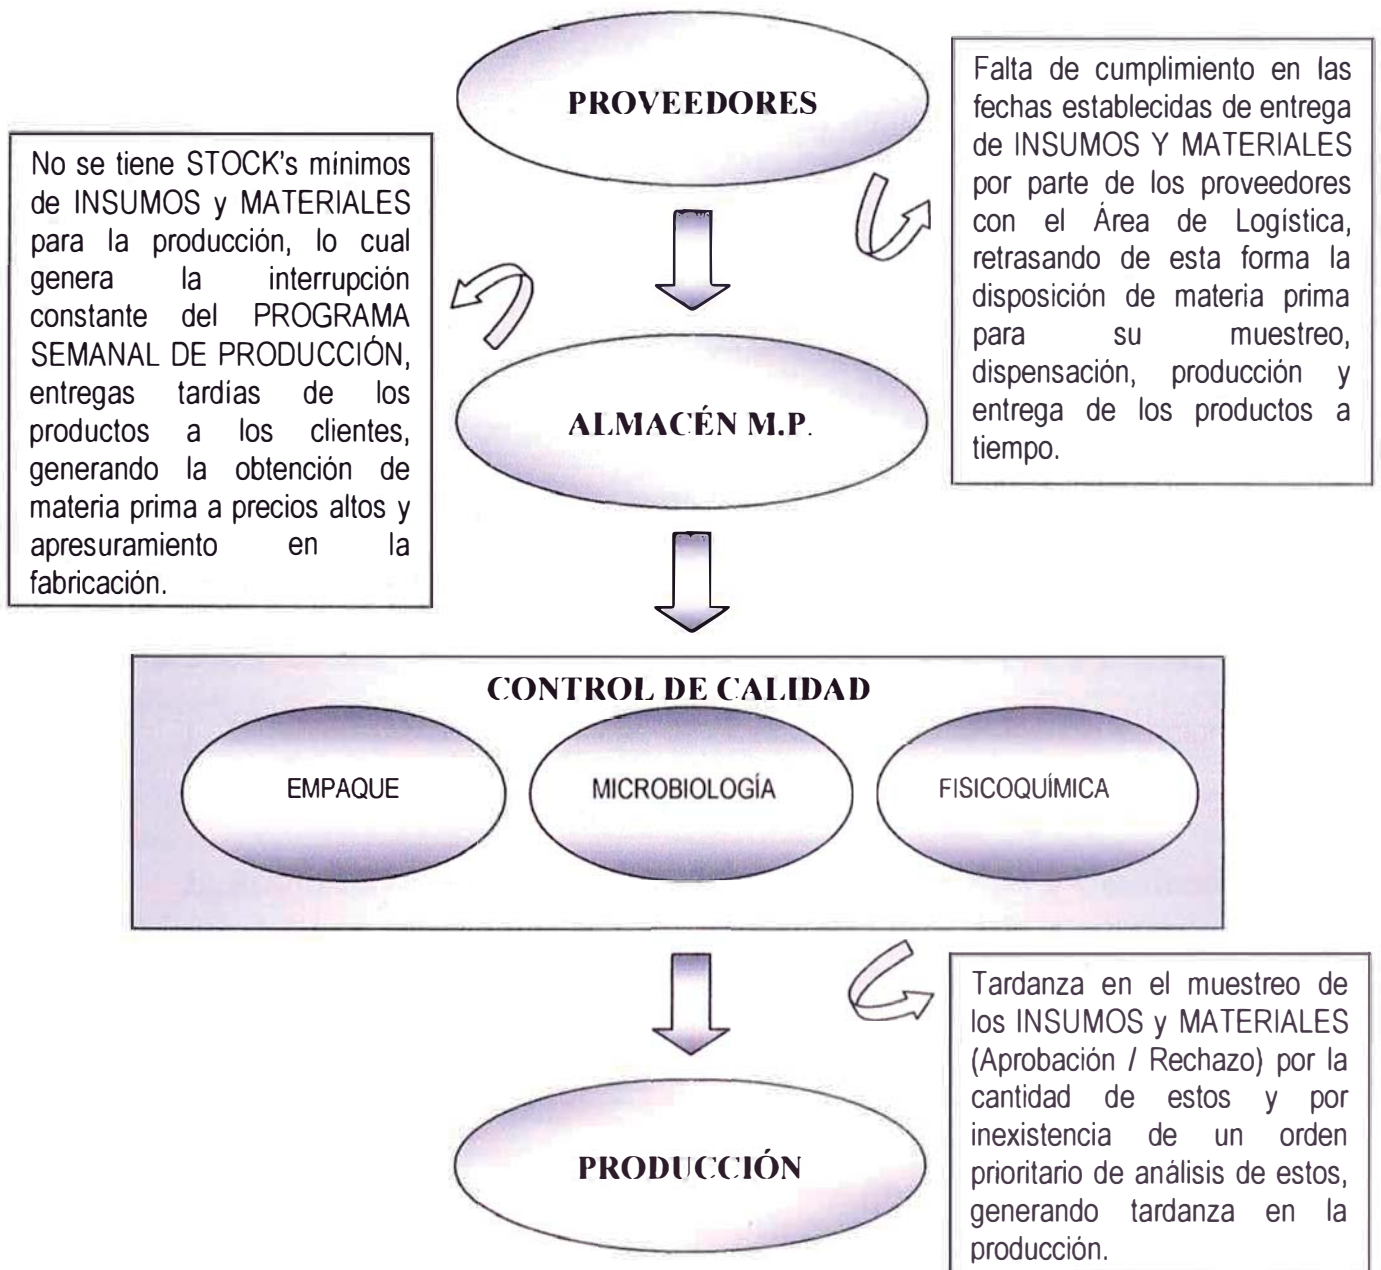 PROVEEDORES
Falta de cumplimiento en las
fechas establecidas de entrega
de INSUMOS Y MATERIALES
por parte de los proveedores
con el Área de Logística,
retrasando de esta forma la
disposición de materia prima
para su muestreo,
dispensación, producción y
entrega de los productos a
tiempo.
No se tiene STOCK's mínimos
de INSUMOS y MATERIALES
para la producción, lo cual
genera la interrupción
constante del PROGRAMA
SEMANAL DE PRODUCCIÓN,
entregas tardías de los
productos a los clientes,
generando la obtención de
materia prima a precios altos y
apresuramiento en la
fabricación.
ALMACÉN M.P.
CONTROL DE CALIDAD
EMPAQUE
MICROBIOLOGÍA
FISICOQUÍMICA
Tardanza en el muestreo de
los INSUMOS y MATERIALES
(Aprobación / Rechazo) por la
cantidad de estos y por
inexistencia de un orden
prioritario de análisis de estos,
generando tardanza en la
producción.
PRODUCCIÓN